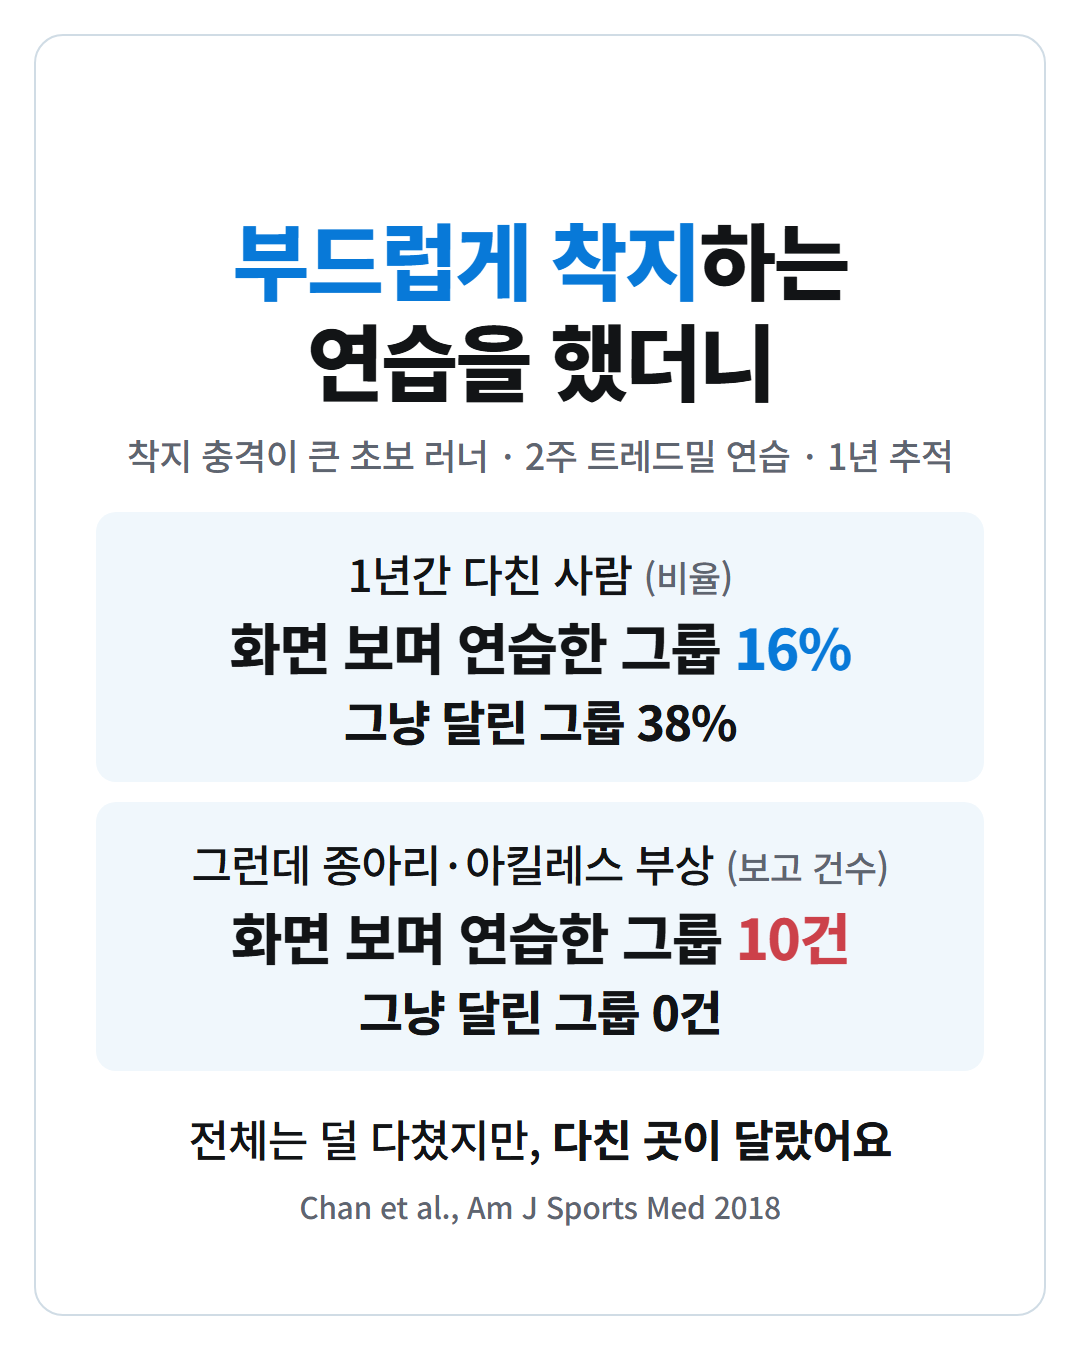 부드럽게 착지하는
연습을 했더니
착지 충격이 큰 초보 러너 · 2주 트레드밀 연습 · 1년 추적
1년간 다친 사람 (비율)
화면 보며 연습한 그룹 16%
그냥 달린 그룹 38%
그런데 종아리·아킬레스 부상 (보고 건수)
화면 보며 연습한 그룹 10건
그냥 달린 그룹 0건
전체는 덜 다쳤지만, 다친 곳이 달랐어요
Chan et al., Am J Sports Med 2018